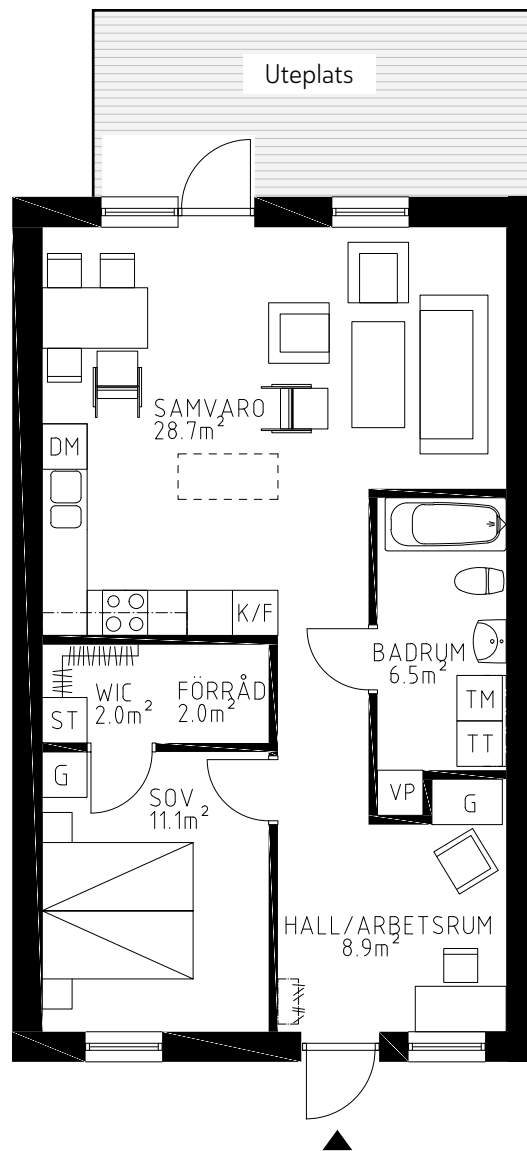 Uteplats
SAMVARO
28.7m²
DM
K/F
BADRUM
6.5m²
WIC
2.0m²
FÖRRÅD
2.0m²
ST
TM
TT
G
SOV
11.1m²
VP
G
HALL/ARBETSRUM
8.9m²